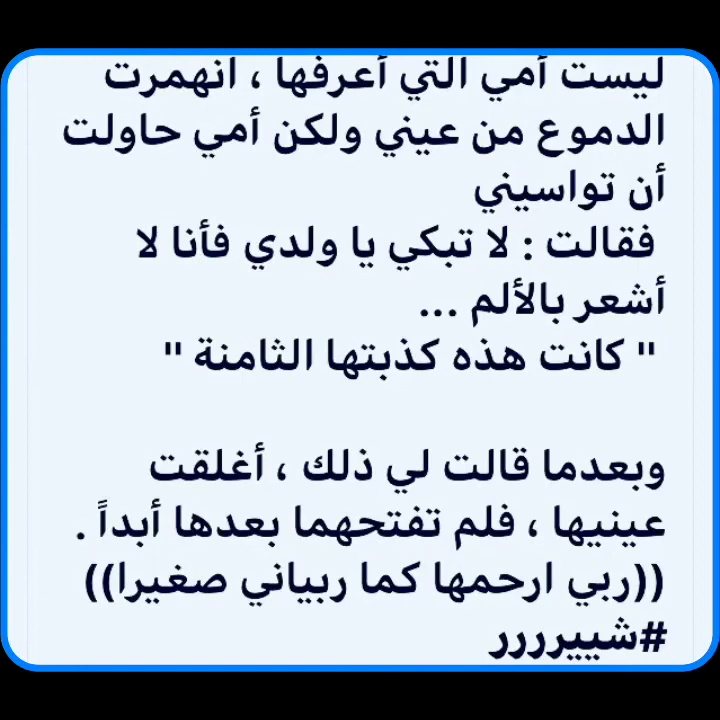 ليست أمي التي أعرفها ، انهمرت
الدموع من عيني ولكن أمي حاولت
أن تواسيني
فقالت : لا تبكي يا ولدي فأنا لا
أشعر بالألم ...
" كانت هذه كذبتها الثامنة "
وبعدما قالت لي ذلك ، أغلقت
عينيها ، فلم تفتحهما بعدها أبداً .
((ربي ارحمها كما ربياني صغيرا))
#شييرررر